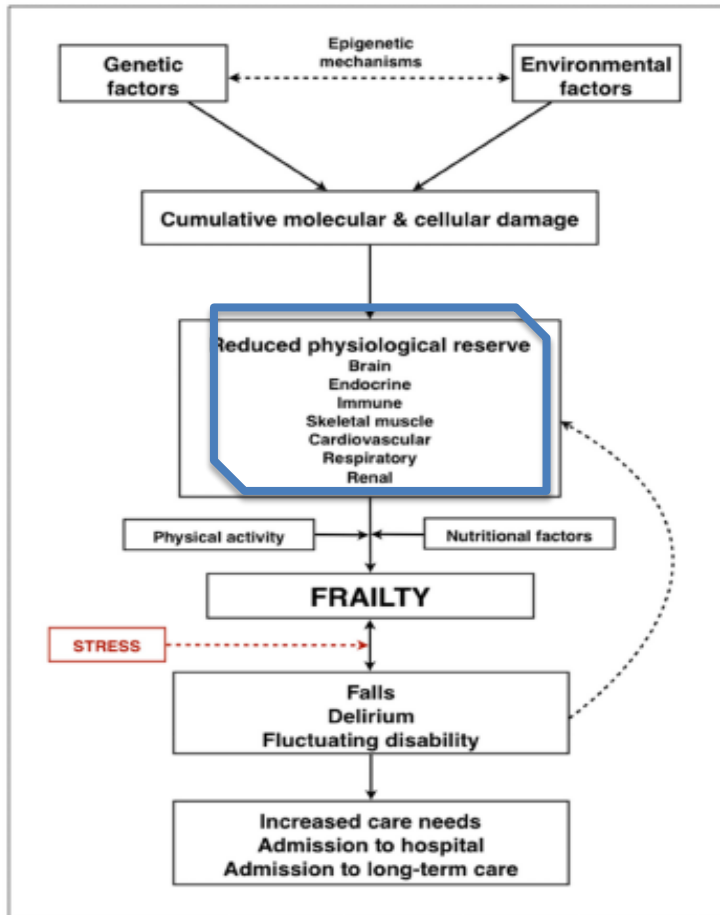 Epigenetic
mechanisms
Genetic
factors
Environmental
factors
Cumulative molecular & cellular damage
Reduced physiological reserve
Brain
Endocrine
Immune
Skeletal muscle
Cardiovascular
Respiratory
Renal
Physical activity
Nutritional factors
FRAILTY
STRESS
Falls
Delirium
Fluctuating disability
Increased care needs
Admission to hospital
Admission to long-term care